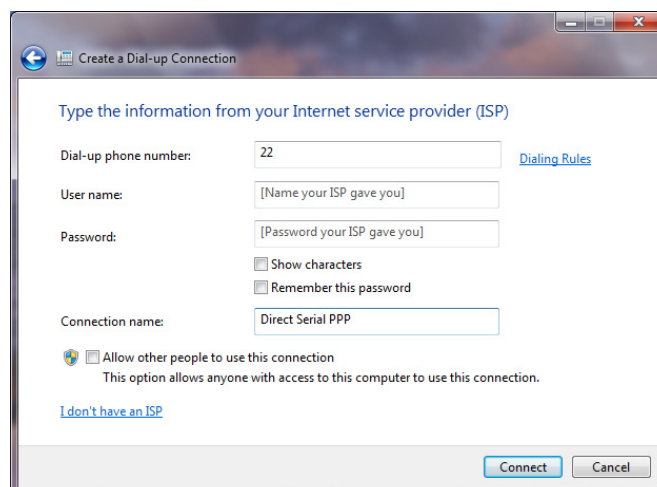 Create a Dial-up Connection
Type the information from your Internet service provider (ISP)
Dial-up phone number: 22 Dialing Rules
User name: [Name your ISP gave you]
Password: [Password your ISP gave you]
Show characters
Remember this password
Connection name: Direct Serial PPP
Allow other people to use this connection
This option allows anyone with access to this computer to use this connection.
I don't have an ISP
Connect Cancel